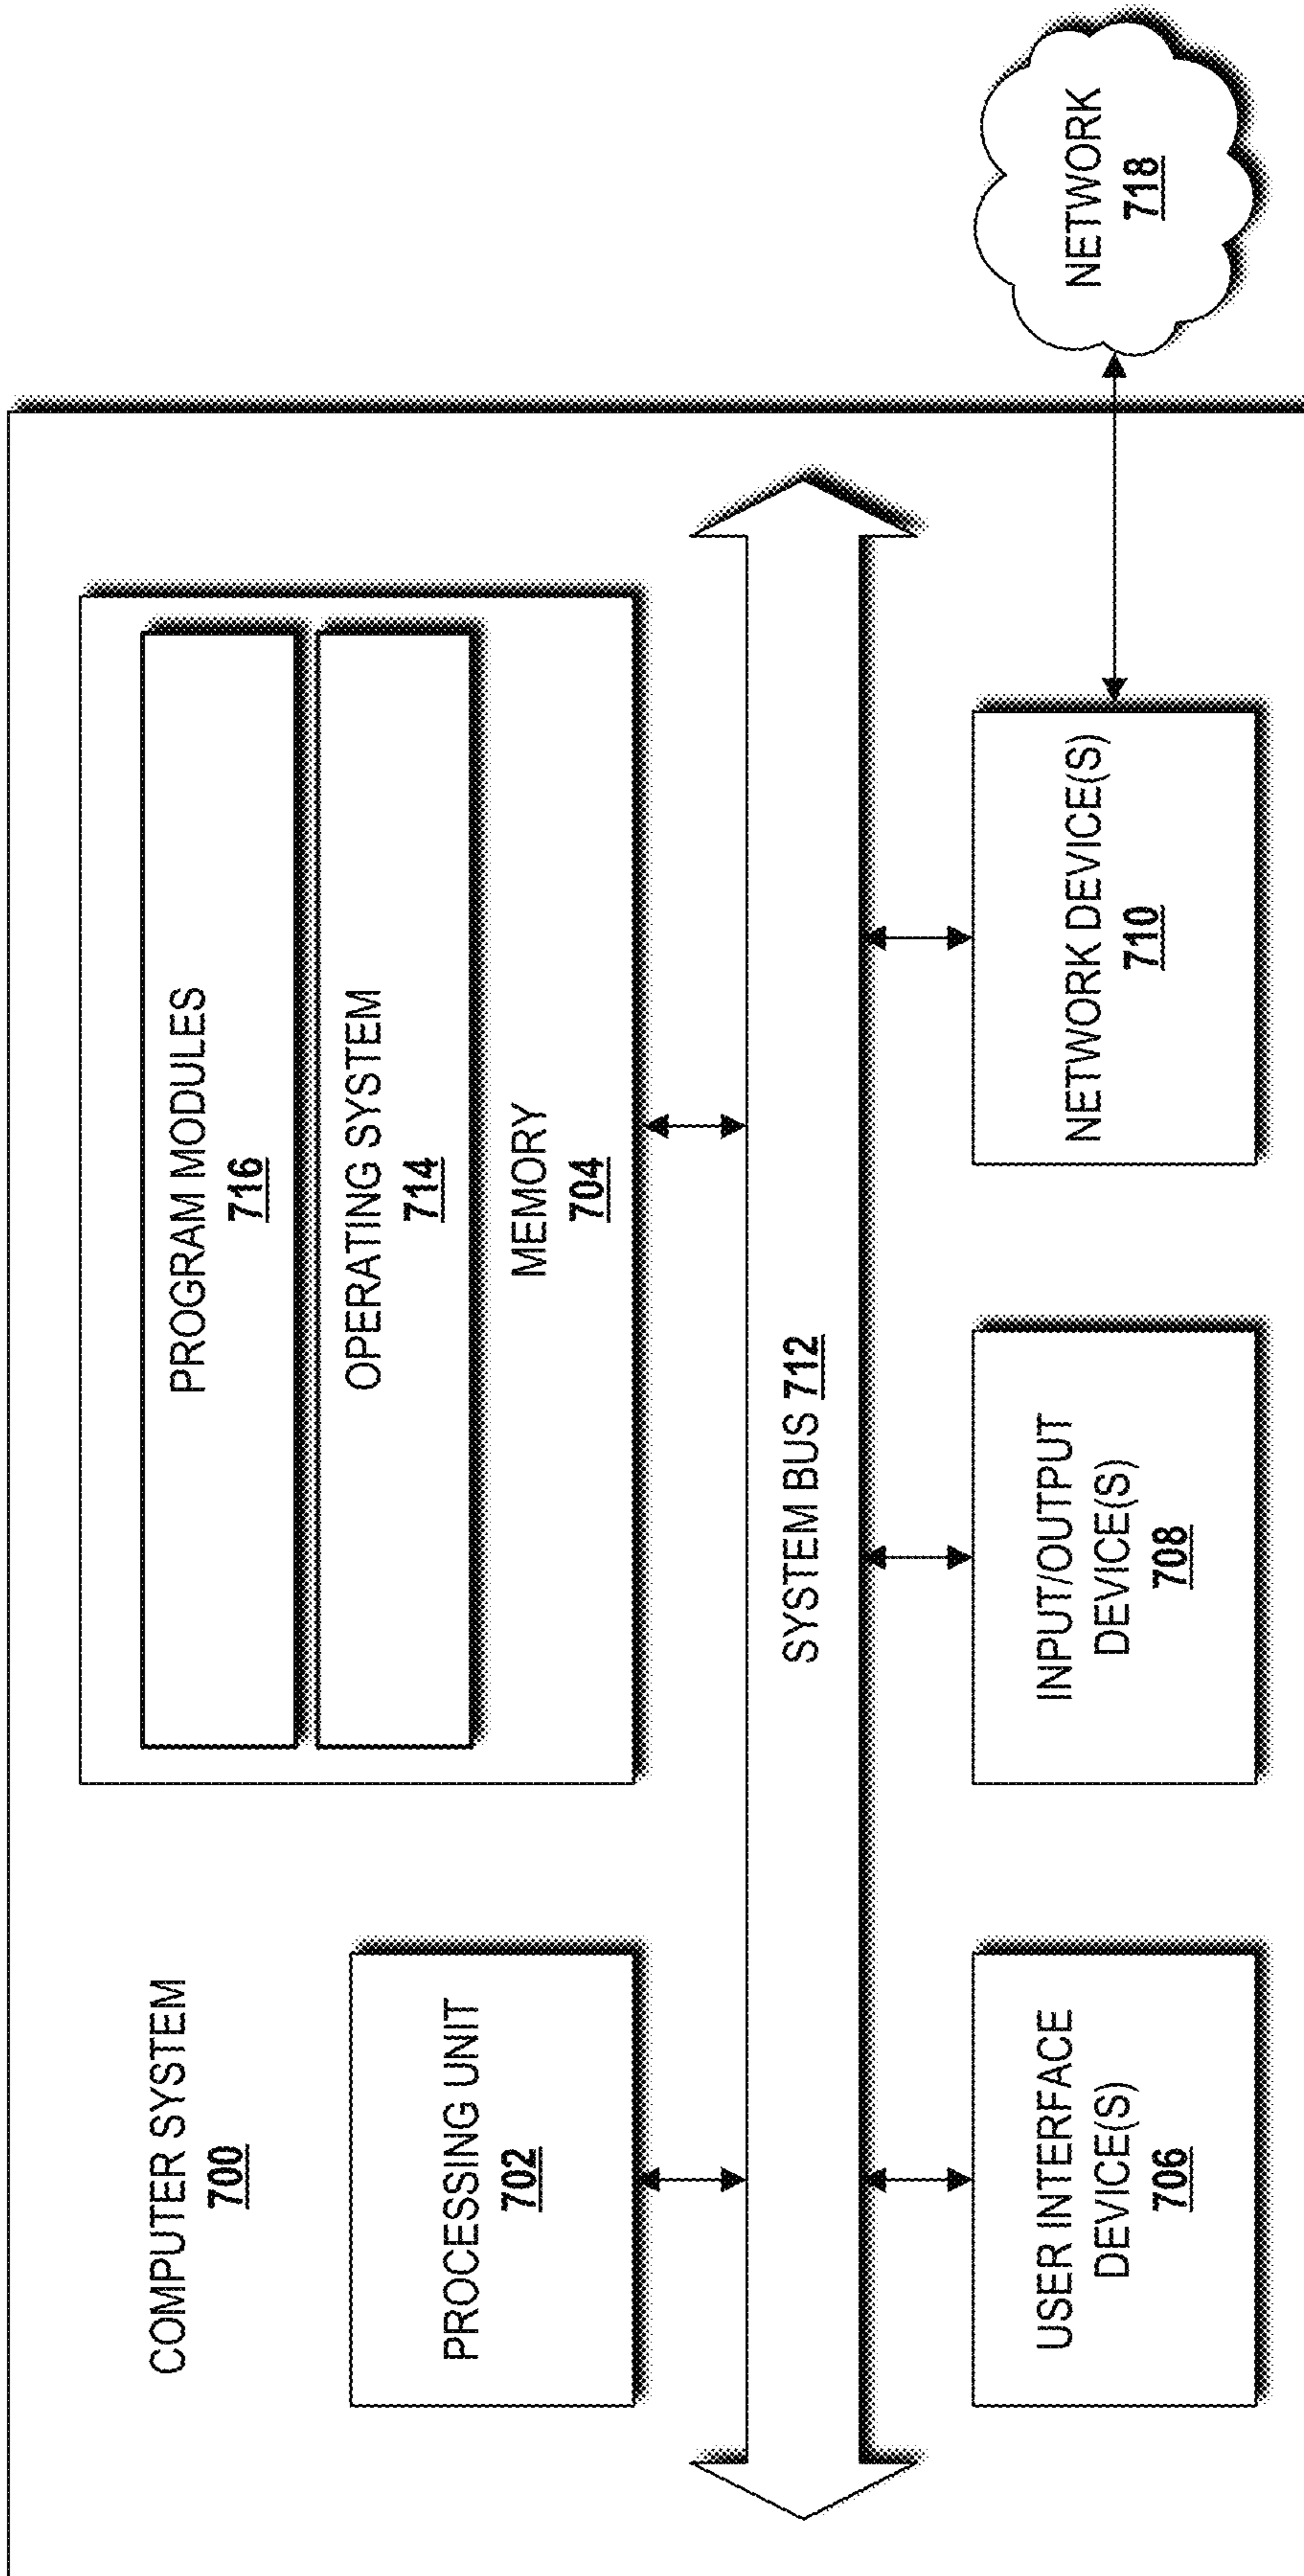 COMPUTER SYSTEM
700
PROGRAM MODULES
716
OPERATING SYSTEM
714
MEMORY
704
PROCESSING UNIT
702
SYSTEM BUS 712
USER INTERFACE
DEVICE(S)
706
INPUT/OUTPUT
DEVICE(S)
708
NETWORK DEVICE(S)
710
NETWORK
718